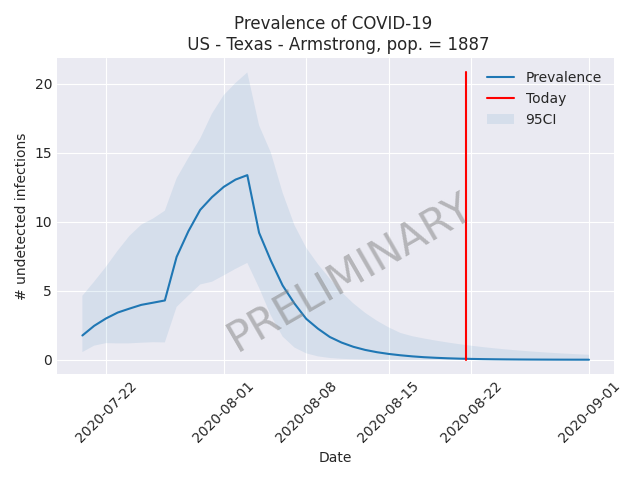 Prevalence of COVID-19
US - Texas - Armstrong, pop. = 1887
# undetected infections
20
15
10
5
0
Prevalence
Today
95CI
PRELIMINARY
2020-07-22
2020-08-01
2020-08-08
2020-08-15
2020-08-22
2020-09-01
Date